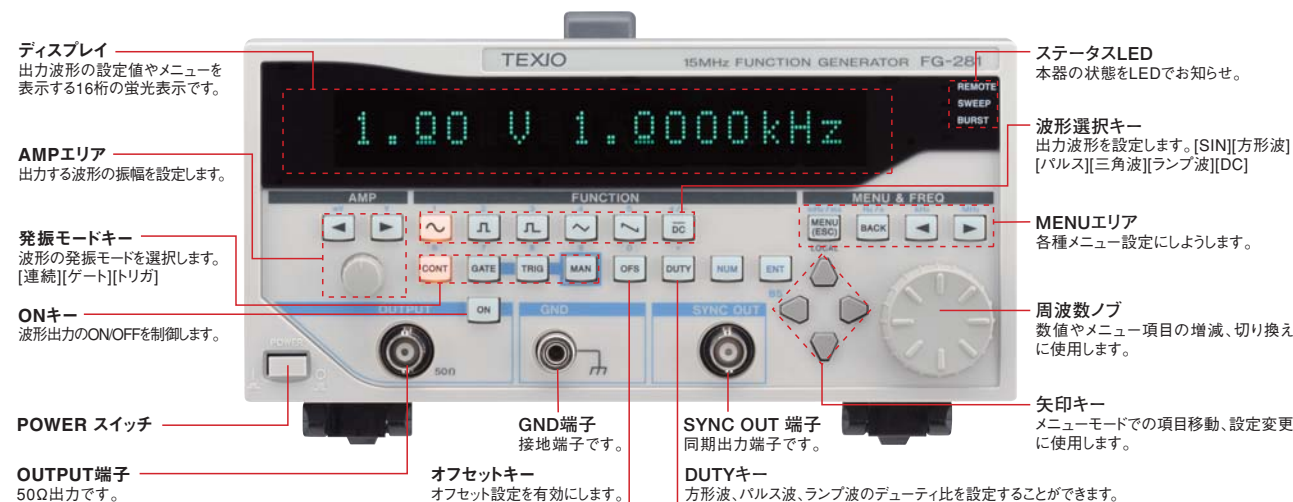 ディスプレイ
出力波形の設定値やメニューを
表示する16桁の蛍光表示です。
AMPエリア
出力する波形の振幅を設定します。
発振モードキー
波形の発振モードを選択します。
[連続][ゲート][トリガ]
ONキー
波形出力のON/OFFを制御します。
POWER スイッチ
OUTPUT端子
50Ω出力です。
TEXIO
15MHz FUNCTION GENERATOR FG-281
REMOTE
SWEEP
BURST
1.00 V 1.0000kHz
AMP
FUNCTION
MENU & FREQ
DC
MENU
(ESC)
BACK
LOCAL
CONT
GATE
TRIG
MAN
OFS
DUTY
NUM
ENT
BS
OUTPUT
ON
GND
SYNC OUT
POWER
50Ω
GND端子
接地端子です。
SYNC OUT 端子
同期出力端子です。
オフセットキー
オフセット設定を有効にします。
DUTYキー
方形波、パルス波、ランプ波のデューティ比を設定することができます。
ステータスLED
本器の状態をLEDでお知らせ。
波形選択キー
出力波形を設定します。[SIN][方形波]
[パルス][三角波][ランプ波][DC]
MENUエリア
各種メニュー設定にしようします。
周波数ノブ
数値やメニュー項目の増減、切り換え
に使用します。
矢印キー
メニューモードでの項目移動、設定変更
に使用します。